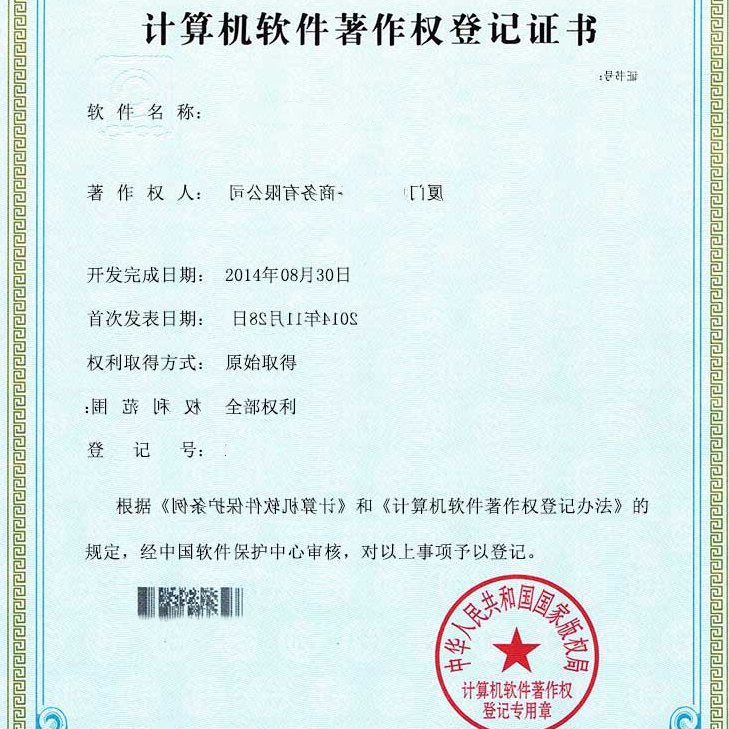 计算机软件著作权登记证书
证书号：
软件名称：
著作权人： 厦门 商务有限公司
开发完成日期： 2014年08月30日
首次发表日期： 2014年11月28日
权利取得方式： 原始取得
权利范围： 全部权利
登记号：
根据《计算机软件保护条例》和《计算机软件著作权登记办法》的
规定，经中国软件保护中心审核，对以上事项予以登记。
中华人民共和国国家版权局
计算机软件著作权
登记专用章